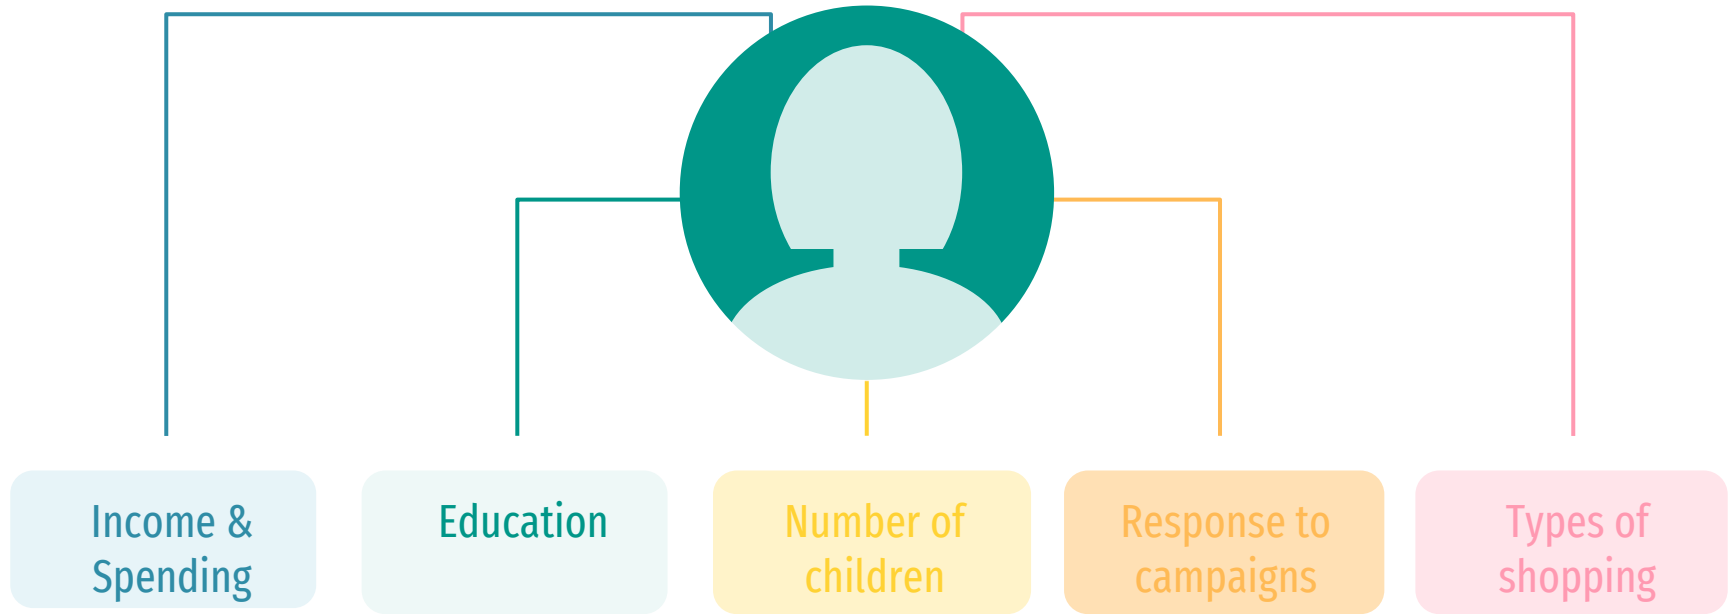 Income &
Spending
Education
Number of
children
Response to
campaigns
Types of
shopping